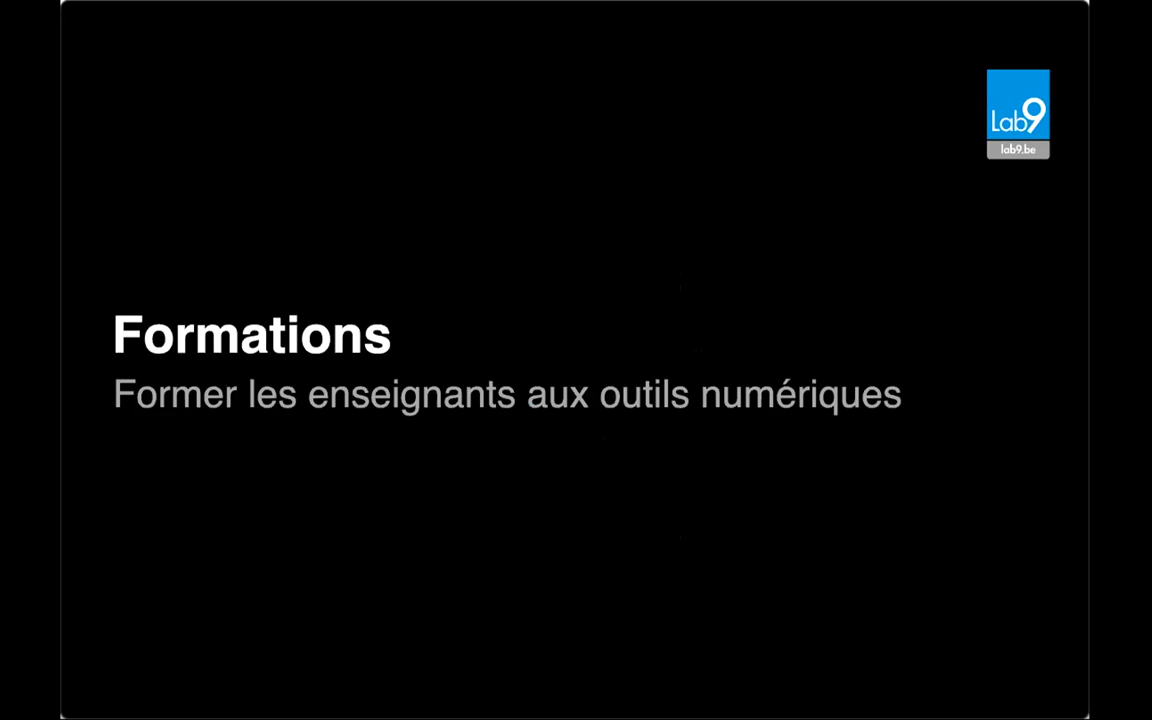 Lab9
lab9.be
Formations
Former les enseignants aux outils numériques